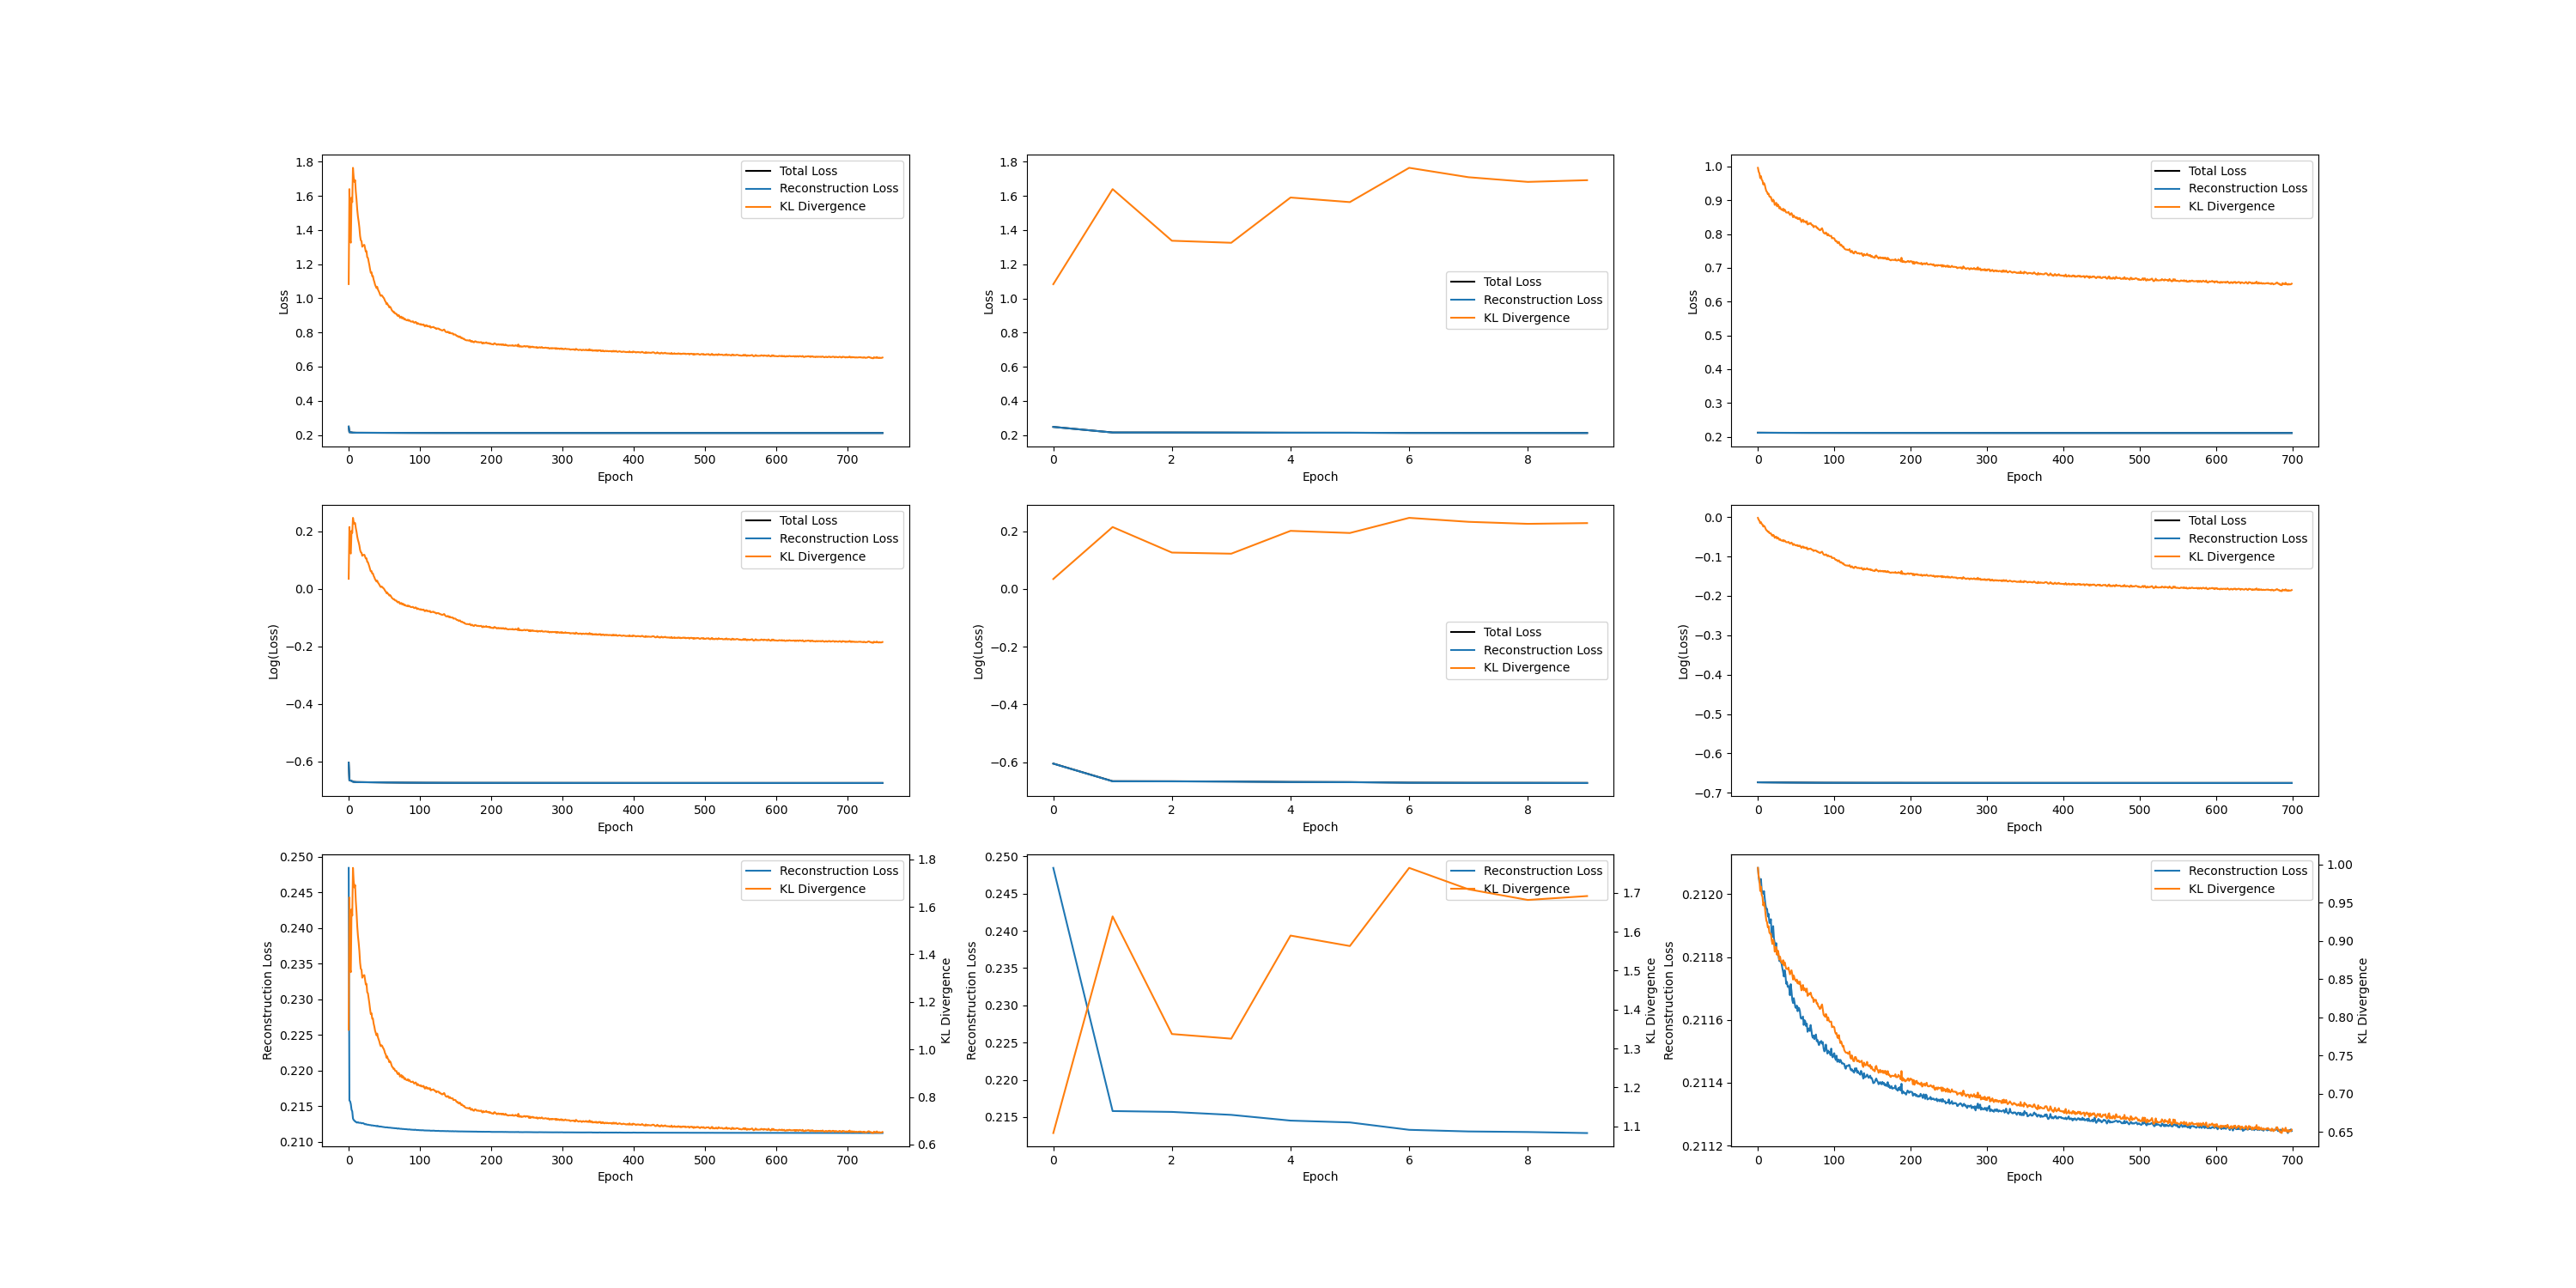 1.8
1.6
1.4
1.2
1.0
0.8
0.6
0.4
0.2
Loss
Total Loss
Reconstruction Loss
KL Divergence
0 100 200 300 400 500 600 700
Epoch
1.8
1.6
1.4
1.2
1.0
0.8
0.6
0.4
0.2
Loss
Total Loss
Reconstruction Loss
KL Divergence
0 2 4 6 8
Epoch
1.0
0.9
0.8
0.7
0.6
0.5
0.4
0.3
0.2
Loss
Total Loss
Reconstruction Loss
KL Divergence
0 100 200 300 400 500 600 700
Epoch
0.2
0.0
−0.2
−0.4
−0.6
Log(Loss)
Total Loss
Reconstruction Loss
KL Divergence
0 100 200 300 400 500 600 700
Epoch
0.2
0.0
−0.2
−0.4
−0.6
Log(Loss)
Total Loss
Reconstruction Loss
KL Divergence
0 2 4 6 8
Epoch
0.0
−0.1
−0.2
−0.3
−0.4
−0.5
−0.6
−0.7
Log(Loss)
Total Loss
Reconstruction Loss
KL Divergence
0 100 200 300 400 500 600 700
Epoch
0.250
0.245
0.240
0.235
0.230
0.225
0.220
0.215
0.210
Reconstruction Loss
Reconstruction Loss
KL Divergence
1.8
1.6
1.4
1.2
1.0
0.8
0.6
KL Divergence
0 100 200 300 400 500 600 700
Epoch
0.250
0.245
0.240
0.235
0.230
0.225
0.220
0.215
Reconstruction Loss
Reconstruction Loss
KL Divergence
1.7
1.6
1.5
1.4
1.3
1.2
1.1
KL Divergence
0 2 4 6 8
Epoch
0.2120
0.2118
0.2116
0.2114
0.2112
Reconstruction Loss
Reconstruction Loss
KL Divergence
1.00
0.95
0.90
0.85
0.80
0.75
0.70
0.65
KL Divergence
0 100 200 300 400 500 600 700
Epoch